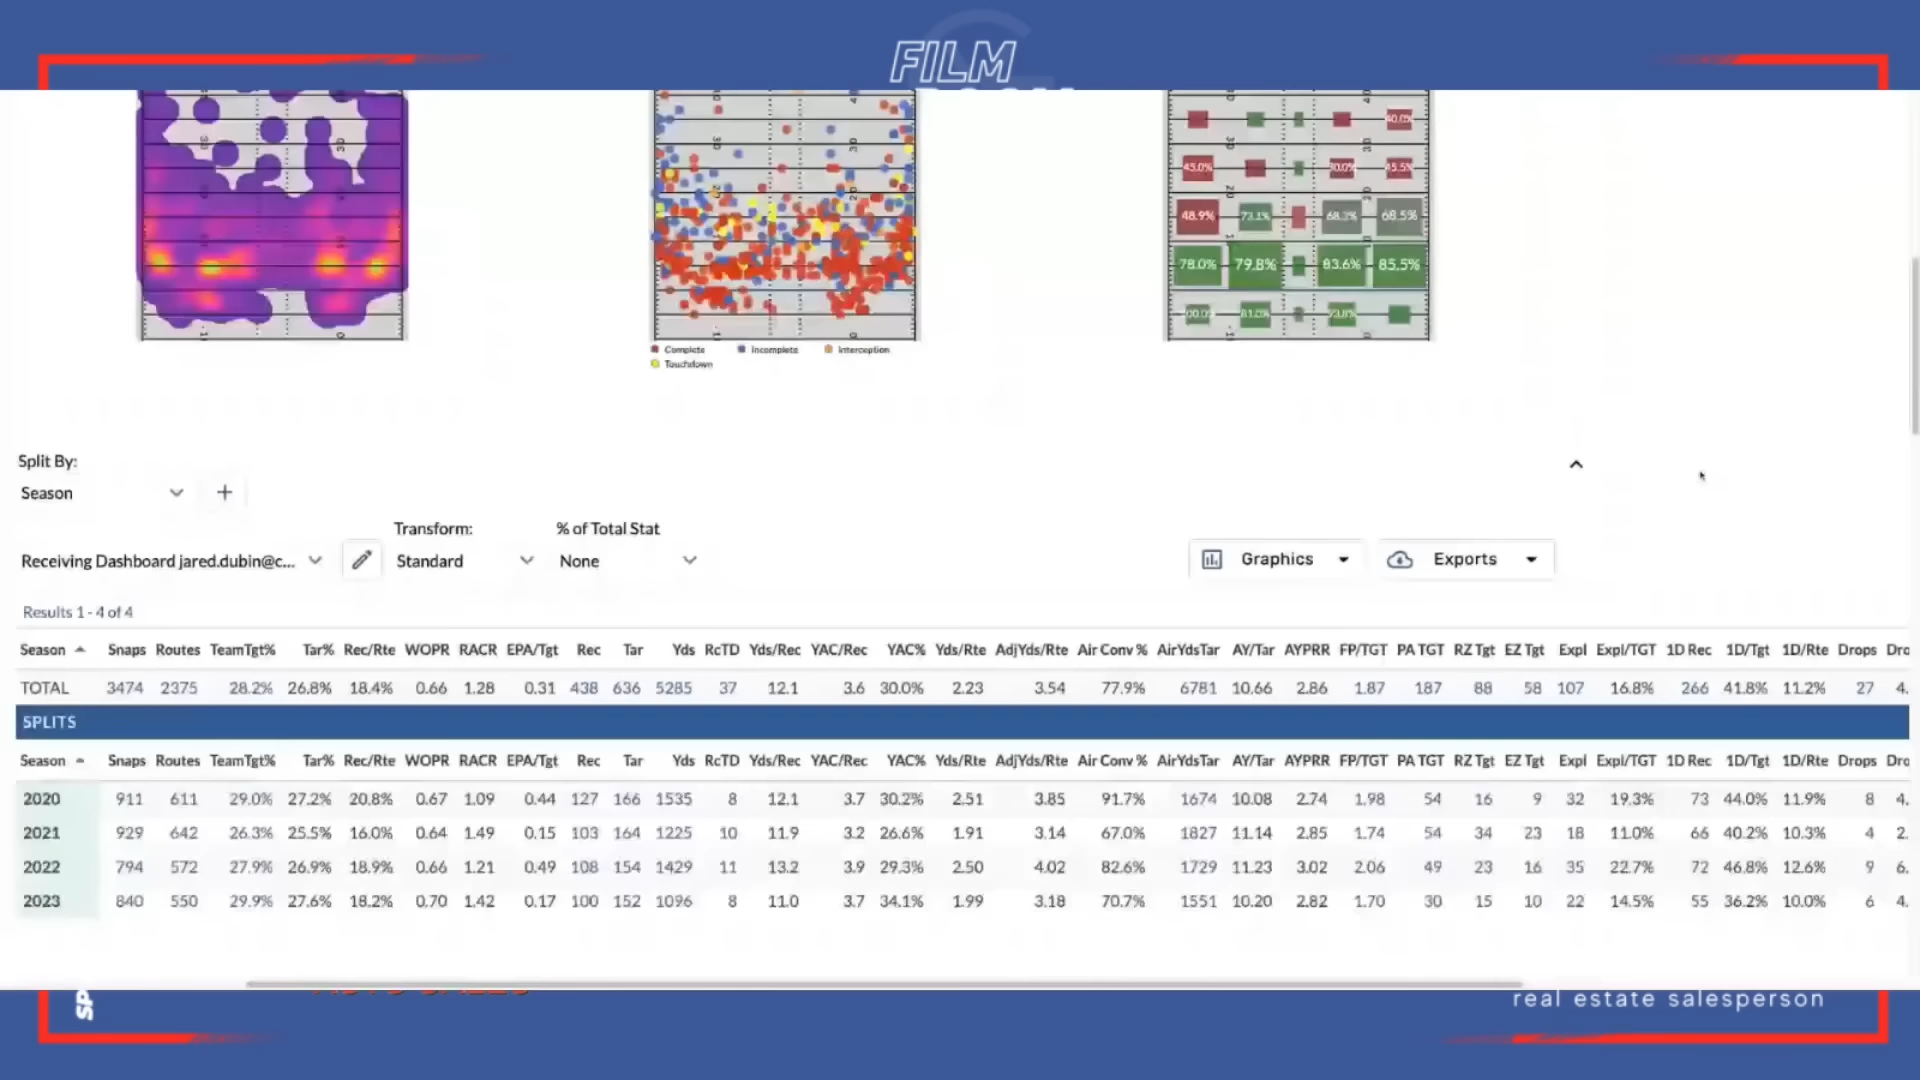 FILM
40.0%
45.0% 30.0% 45.5%
48.9% 73.1% 68.3% 68.5%
78.0% 79.8% 83.6% 85.5%
81.0%
Complete Incomplete Interception
Touchdown
Split By:
Season
Transform: % of Total Stat
Receiving Dashboard jared.dubin@c... Standard None Graphics Exports
Results 1 - 4 of 4
Season Snaps Routes TeamTgt% Tar% Rec/Rte WOPR RACR EPA/Tgt Rec Tar Yds RcTD Yds/Rec YAC/Rec YAC% Yds/Rte AdjYds/Rte Air Conv % AirYdsTar AY/Tar AYPRR FP/TGT PA TGT RZ Tgt EZ Tgt Expl Expl/TGT 1D Rec 1D/Tgt 1D/Rte Drops Dro
TOTAL 3474 2375 28.2% 26.8% 18.4% 0.66 1.28 0.31 438 636 5285 37 12.1 3.6 30.0% 2.23 3.54 77.9% 6781 10.66 2.86 1.87 187 88 58 107 16.8% 266 41.8% 11.2% 27 4.
SPLITS
Season Snaps Routes TeamTgt% Tar% Rec/Rte WOPR RACR EPA/Tgt Rec Tar Yds RcTD Yds/Rec YAC/Rec YAC% Yds/Rte AdjYds/Rte Air Conv % AirYdsTar AY/Tar AYPRR FP/TGT PA TGT RZ Tgt EZ Tgt Expl Expl/TGT 1D Rec 1D/Tgt 1D/Rte Drops Dro
2020 911 611 29.0% 27.2% 20.8% 0.67 1.09 0.44 127 166 1535 8 12.1 3.7 30.2% 2.51 3.85 91.7% 1674 10.08 2.74 1.98 54 16 9 32 19.3% 73 44.0% 11.9% 8 4.
2021 929 642 26.3% 25.5% 16.0% 0.64 1.49 0.15 103 164 1225 10 11.9 3.2 26.6% 1.91 3.14 67.0% 1827 11.14 2.85 1.74 54 34 23 18 11.0% 66 40.2% 10.3% 4 2.
2022 794 572 27.9% 26.9% 18.9% 0.66 1.21 0.49 108 154 1429 11 13.2 3.9 29.3% 2.50 4.02 82.6% 1729 11.23 3.02 2.06 49 23 16 35 22.7% 72 46.8% 12.6% 9 6.
2023 840 550 29.9% 27.6% 18.2% 0.70 1.42 0.17 100 152 1096 8 11.0 3.7 34.1% 1.99 3.18 70.7% 1551 10.20 2.82 1.70 30 15 10 22 14.5% 55 36.2% 10.0% 6 4.
SP
real estate salesperson